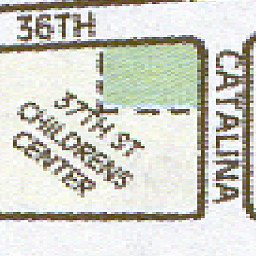 36TH
CATALINA
37TH ST
CHILDRENS
CENTER